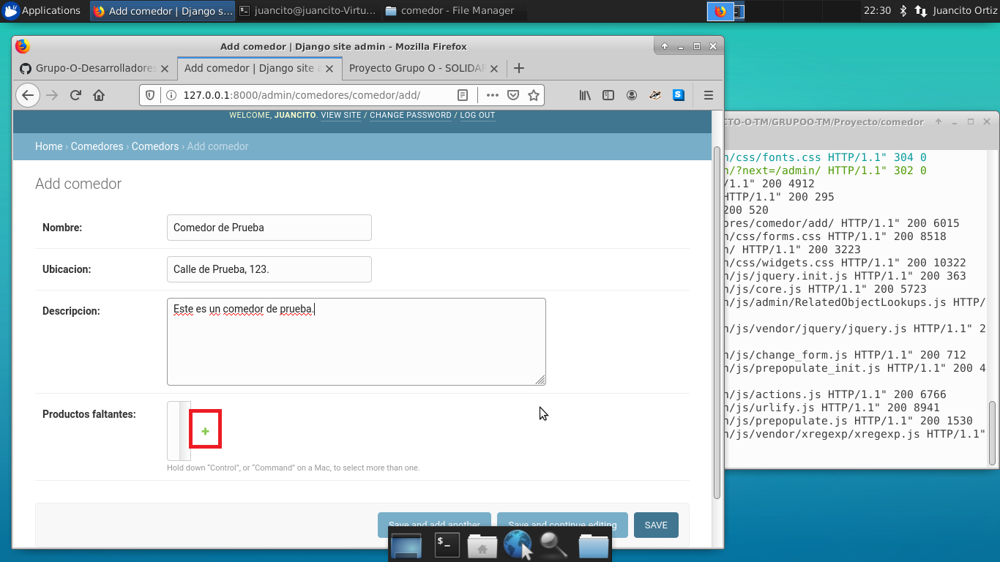 Applications
Add comedor | Django s...
juancito@juancito-Virtu...
comedor - File Manager
22:30
Juancito Ortiz
Add comedor | Django site admin - Mozilla Firefox
Grupo-O-Desarrolladores
Add comedor | Django site a
Proyecto Grupo O - SOLIDAR
127.0.0.1:8000/admin/comedores/comedor/add/
WELCOME, JUANCITO. VIEW SITE / CHANGE PASSWORD / LOG OUT
Home › Comedores › Comedors › Add comedor
Add comedor
Nombre:
Comedor de Prueba
Ubicacion:
Calle de Prueba, 123.
Descripcion:
Este es un comedor de prueba.
Productos faltantes:
Hold down “Control”, or “Command” on a Mac, to select more than one.
Save and add another
Save and continue editing
SAVE
CTO-O-TM/GRUPOO-TM/Proyecto/comedor
n/css/fonts.css HTTP/1.1" 304 0
n/?next=/admin/ HTTP/1.1" 302 0
/1.1" 200 4912
HTTP/1.1" 200 295
200 520
ores/comedor/add/ HTTP/1.1" 200 6015
n/css/forms.css HTTP/1.1" 200 8518
n/ HTTP/1.1" 200 3223
n/css/widgets.css HTTP/1.1" 200 10322
n/js/jquery.init.js HTTP/1.1" 200 363
n/js/core.js HTTP/1.1" 200 5723
n/js/admin/RelatedObjectLookups.js HTTP/
n/js/vendor/jquery/jquery.js HTTP/1.1" 2
n/js/change_form.js HTTP/1.1" 200 712
n/js/prepopulate_init.js HTTP/1.1" 200 4
n/js/actions.js HTTP/1.1" 200 6766
n/js/urlify.js HTTP/1.1" 200 8941
n/js/prepopulate.js HTTP/1.1" 200 1530
n/js/vendor/xregexp/xregexp.js HTTP/1.1"